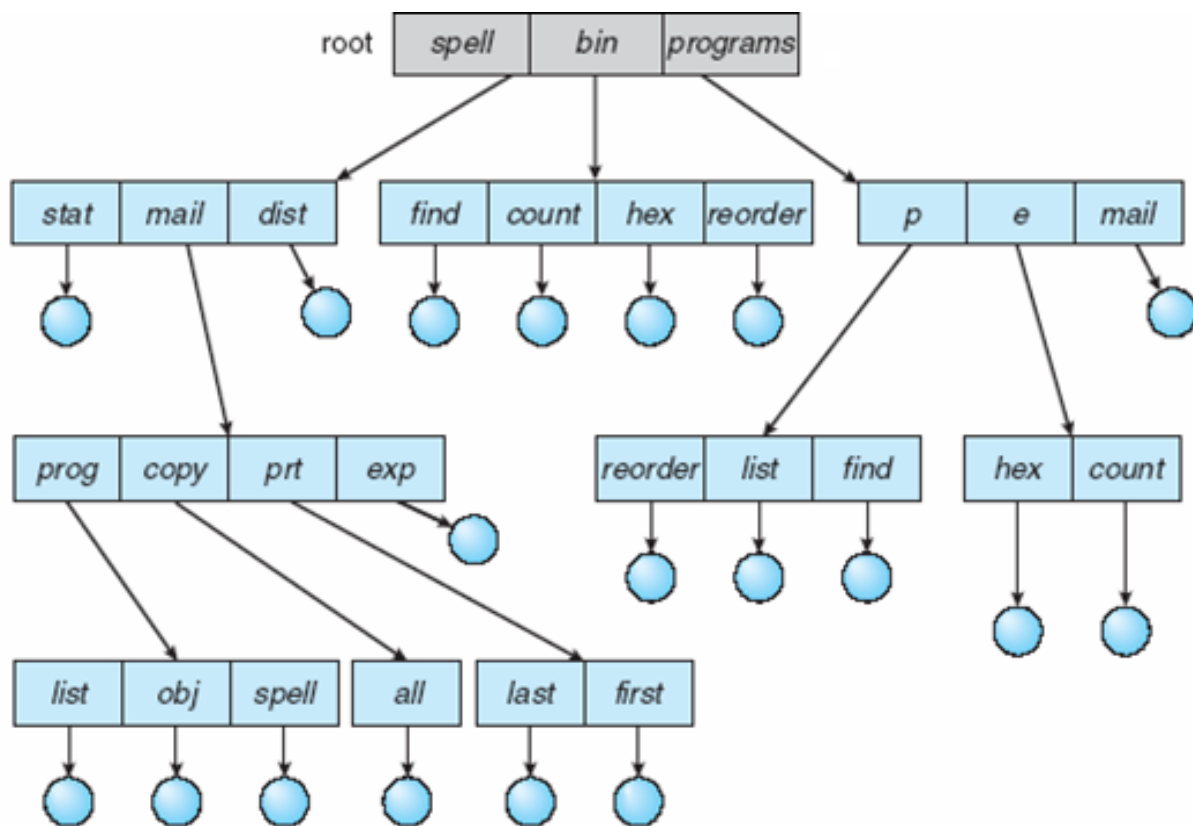 root spell bin programs
stat mail dist find count hex reorder p e mail
prog copy prt exp reorder list find hex count
list obj spell all last first